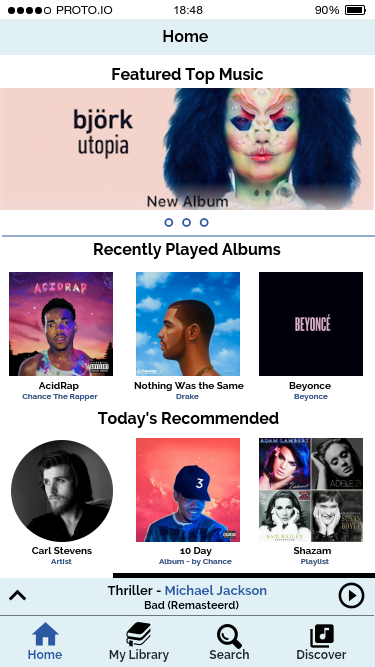 PROTO.IO 18:48 90%
Home
Featured Top Music
björk
utopia
New Album
Recently Played Albums
ACIDRAP
BEYONCÉ
AcidRap
Nothing Was the Same
Beyonce
Chance The Rapper
Drake
Beyonce
Today's Recommended
ADAM LAMBERT
ADELE 21
3
SAM BAILEY
SUSAN
BOYLE
Carl Stevens
10 Day
Shazam
Artist
Album - by Chance
Playlist
Thriller - Michael Jackson
Bad (Remasterd)
Home
My Library
Search
Discover